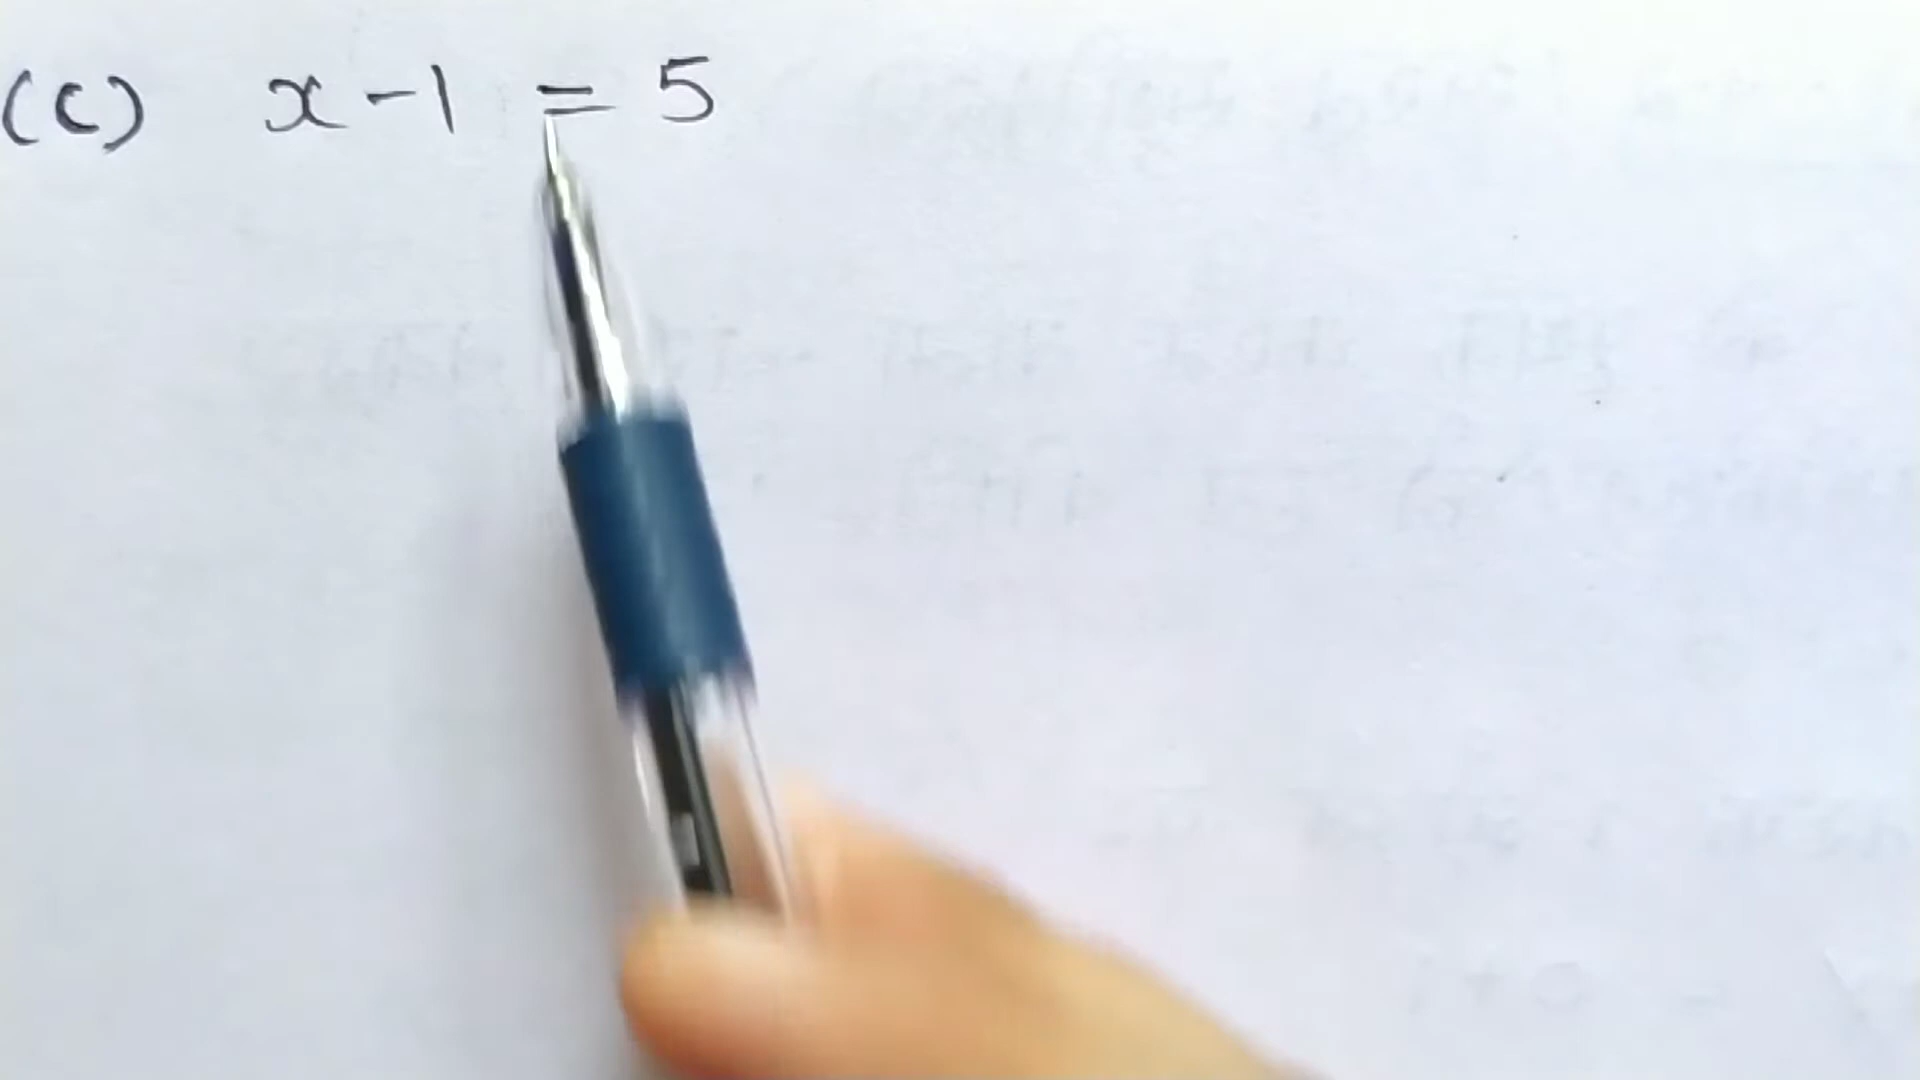 (c) x - 1 = 5